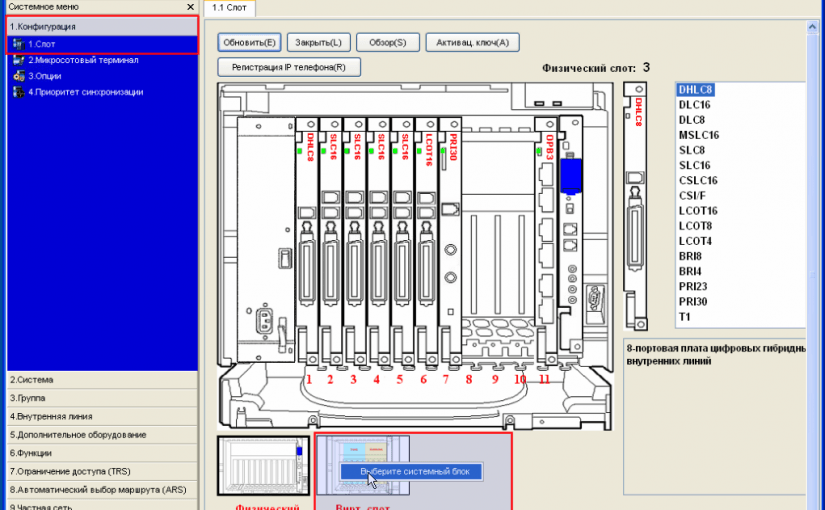 Системное меню
1.1 Слот
1.Конфигурация
1.Слот
2.Микросотовый терминал
3.Опции
4.Приоритет синхронизации
2.Система
3.Группа
4.Внутренняя линия
5.Дополнительное оборудование
6.Функции
7.Ограничение доступа (TRS)
8.Автоматический выбор маршрута (ARS)
9.Частная сеть
Обновить(E)
Закрыть(L)
Обзор(S)
Активац. ключ(A)
Регистрация IP телефона(R)
Физический слот: 3
DHLC8
SLC16
SLC16
SLC16
SLC16
LCOT16
PRI30
OPB3
DHLC8
1 2 3 4 5 6 7 8 9 10 11
DHLC8
DLC16
DLC8
MSLC16
SLC8
SLC16
CSLC16
CSI/F
LCOT16
LCOT8
LCOT4
BRI8
BRI4
PRI23
PRI30
T1
8-портовая плата цифровых гибридны
внутренних линий
Выберите системный блок
Физический
Вирт. слот